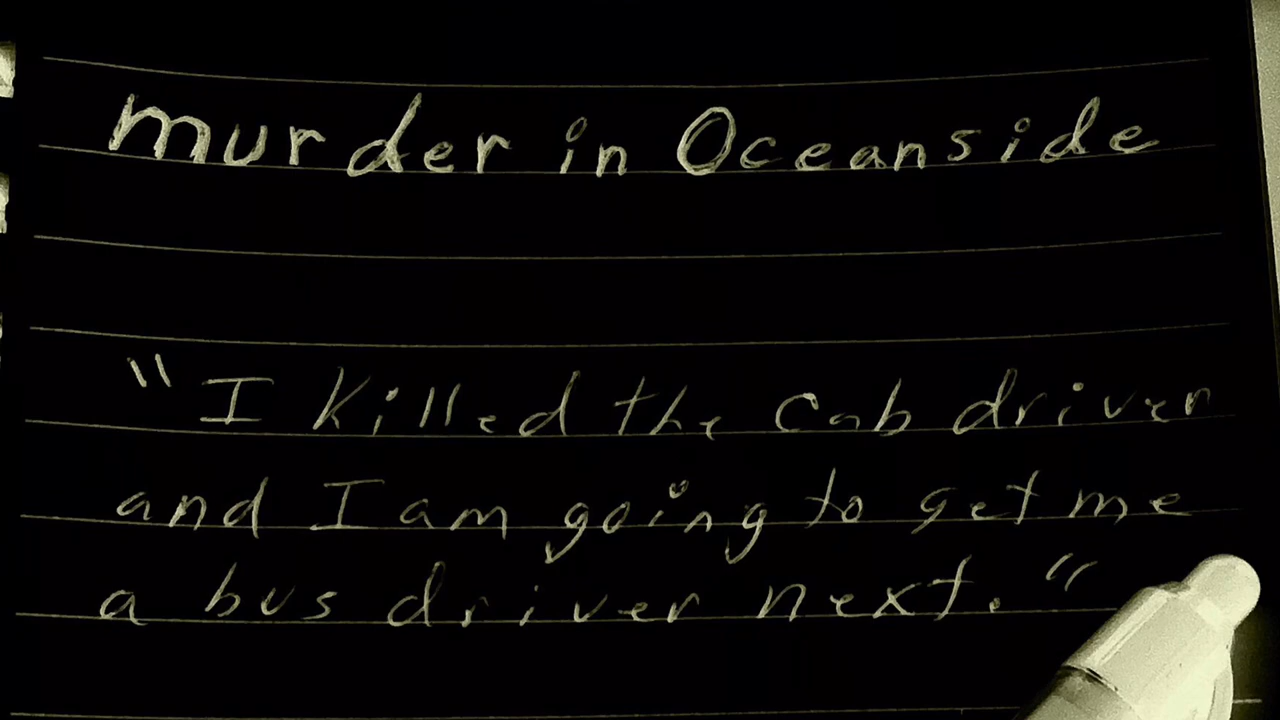 murder in Oceanside
"I killed the Cab driver
and I am going to get me
a bus driver next."